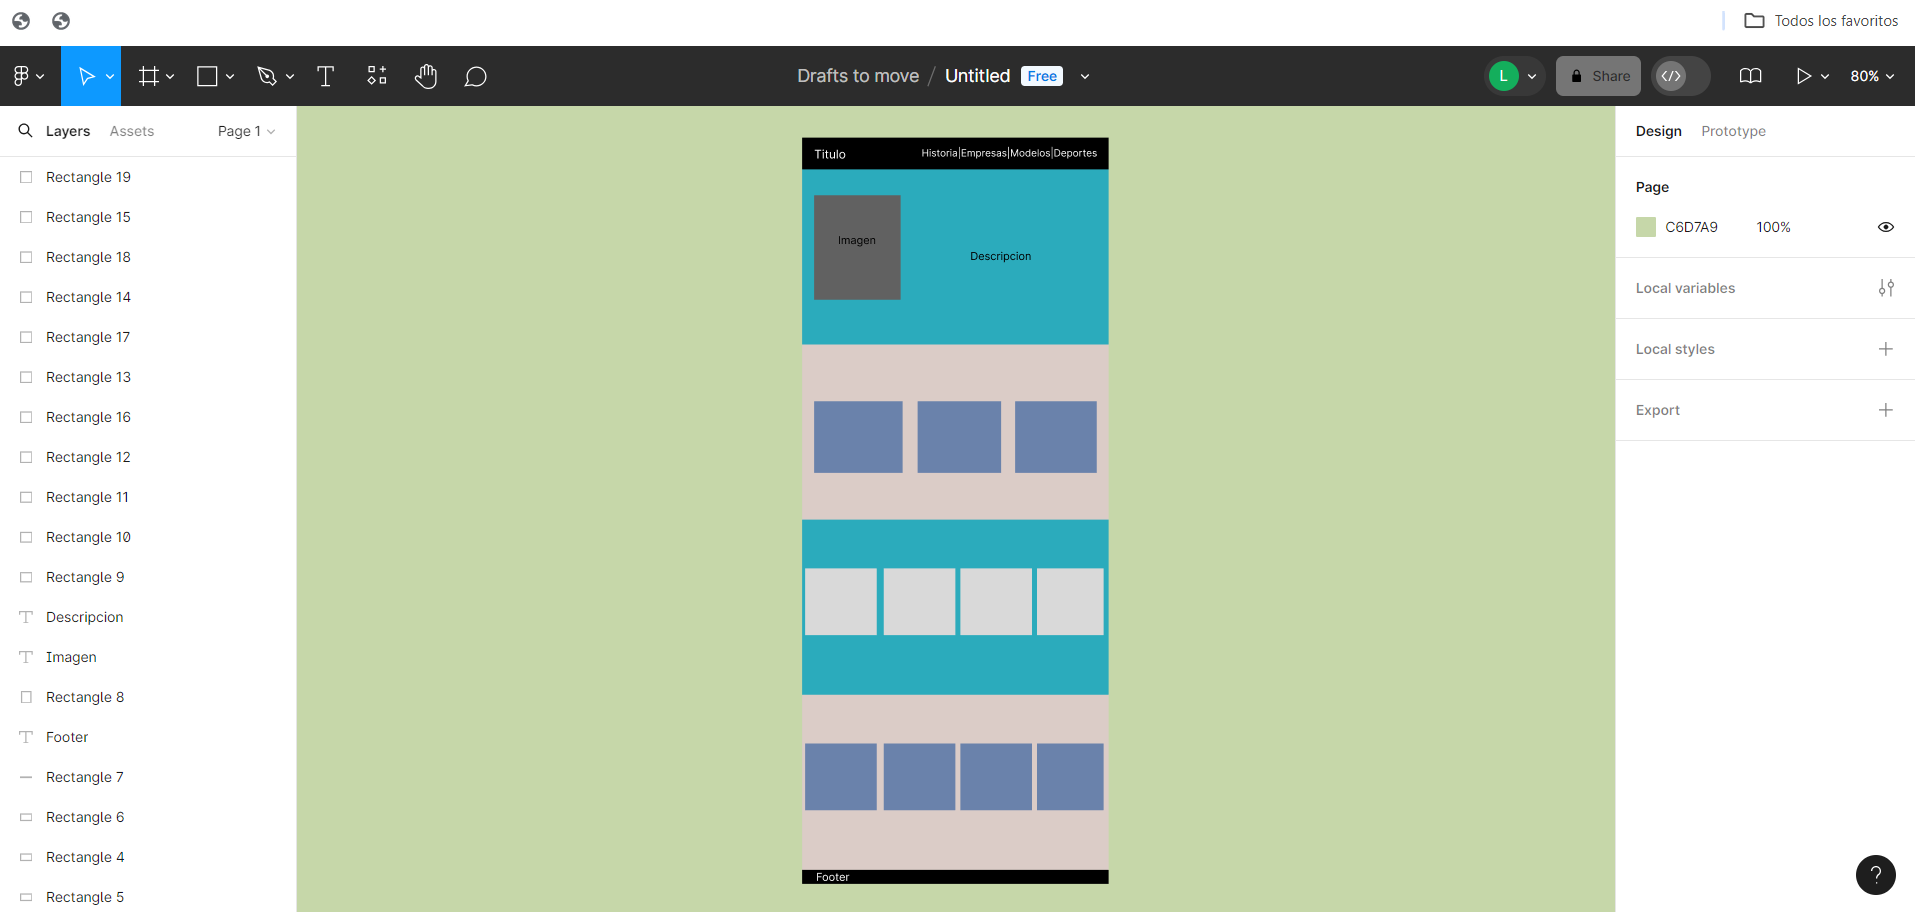 Todos los favoritos
Drafts to move / Untitled Free
L
Share
80%
Layers Assets Page 1
Rectangle 19
Rectangle 15
Rectangle 18
Rectangle 14
Rectangle 17
Rectangle 13
Rectangle 16
Rectangle 12
Rectangle 11
Rectangle 10
Rectangle 9
Descripcion
Imagen
Rectangle 8
Footer
Rectangle 7
Rectangle 6
Rectangle 4
Rectangle 5
Titulo
Historia|Empresas|Modelos|Deportes
Imagen
Descripcion
Footer
Design Prototype
Page
C6D7A9 100%
Local variables
Local styles
Export
?